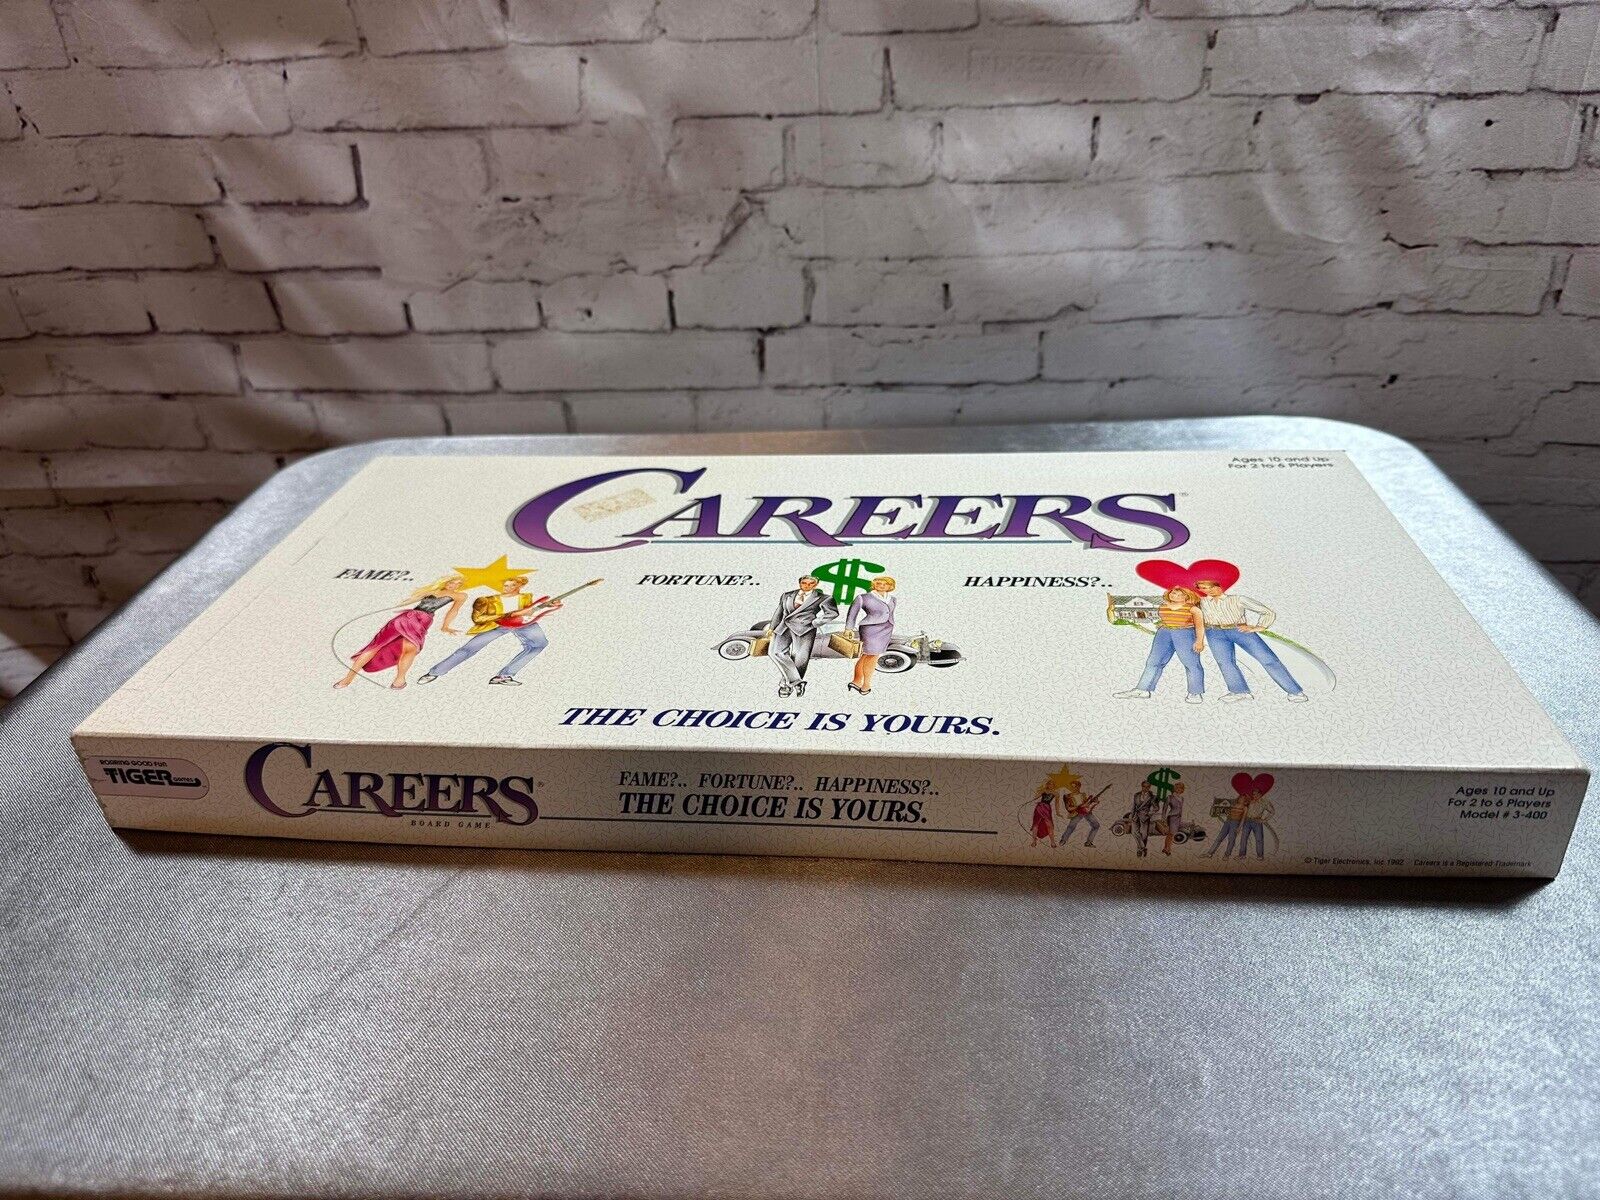 Ages 10 and Up
For 2 to 6 Players
CAREERS®
FAME?..
FORTUNE?..
HAPPINESS?..
THE CHOICE IS YOURS.
ROARING GOOD FUN
TIGER GAMES
CAREERS®
BOARD GAME
FAME?.. FORTUNE?.. HAPPINESS?..
THE CHOICE IS YOURS.
Ages 10 and Up
For 2 to 6 Players
Model # 3-400
© Tiger Electronics, Inc. 1992 Careers is a Registered Trademark